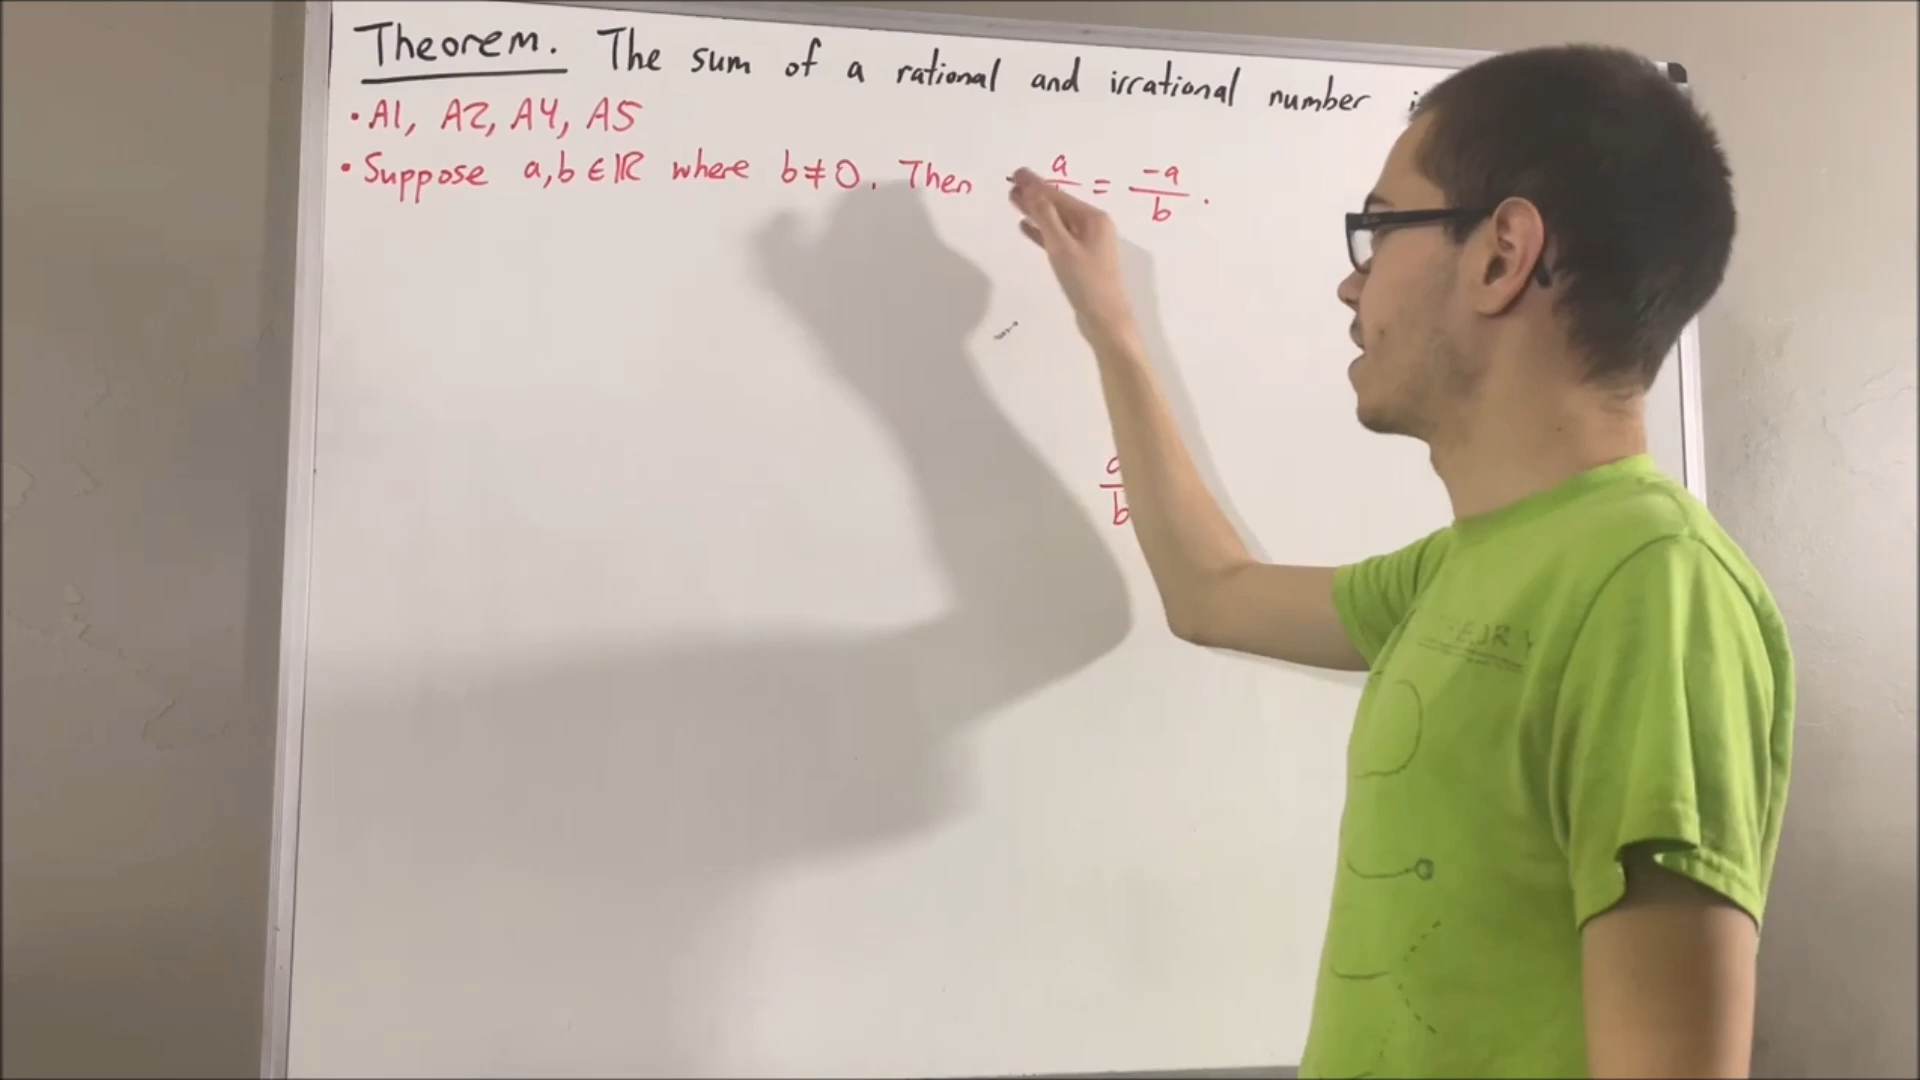 Theorem. The sum of a rational and irrational number
• A1, A2, A4, A5
• Suppose a,b ∈ ℝ where b ≠ 0. Then - a/b = -a/b.
a/b